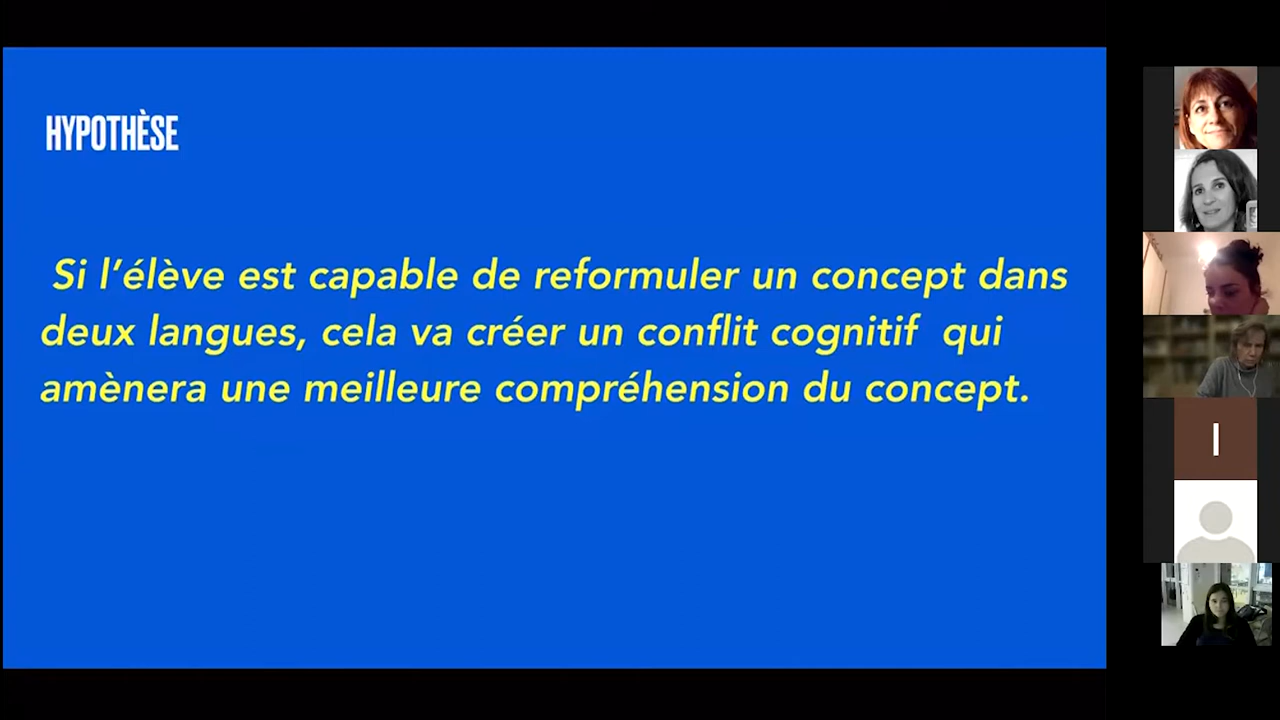 HYPOTHÈSE
Si l’élève est capable de reformuler un concept dans
deux langues, cela va créer un conflit cognitif qui
amènera une meilleure compréhension du concept.
I